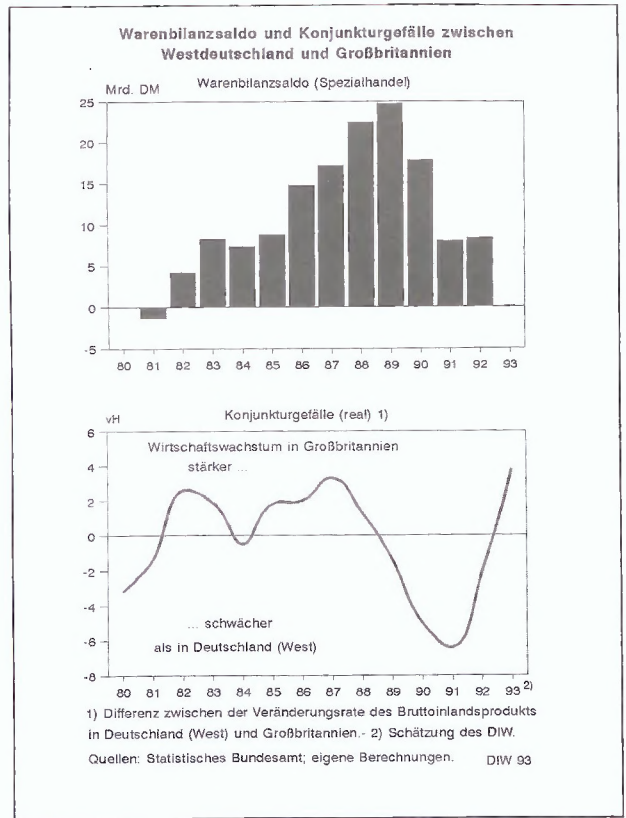 Warenbilanzsaldo und Konjunkturgefälle zwischen
Westdeutschland und Großbritannien
Warenbilanzsaldo (Spezialhandel)
Mrd. DM
25
20
15
10
5
0
-5
80 81 82 83 84 85 86 87 88 89 90 91 92 93
Konjunkturgefälle (real) 1)
vH
6
4
2
0
-2
-4
-6
-8
Wirtschaftswachstum in Großbritannien
stärker ...
... schwächer
als in Deutschland (West)
80 81 82 83 84 85 86 87 88 89 90 91 92 93 2)
1) Differenz zwischen der Veränderungsrate des Bruttoinlandsprodukts
in Deutschland (West) und Großbritannien.- 2) Schätzung des DIW.
Quellen: Statistisches Bundesamt; eigene Berechnungen. DIW 93